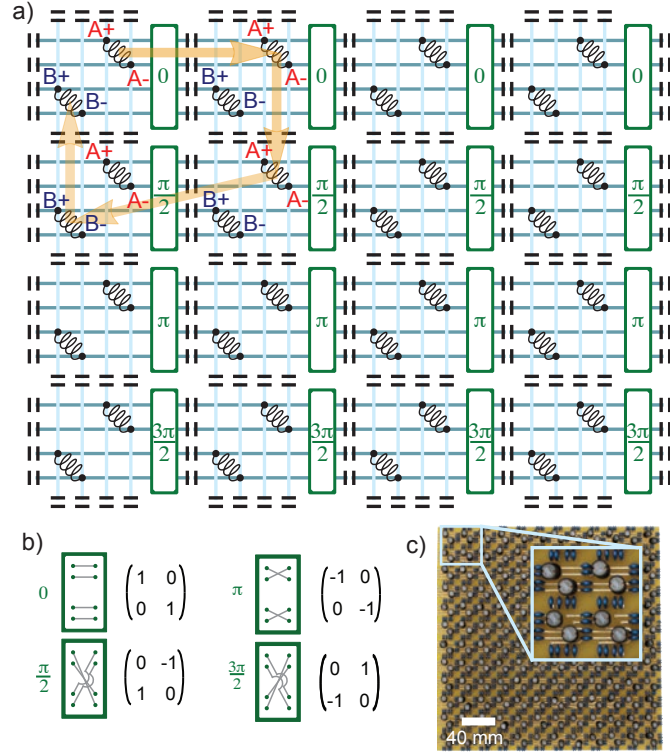 a)
A+ A+
0 0 0 0
A- A-
B+ B- B+ B-
A+ A+
π/2 π/2 π/2 π/2
A- A-
B+ B- B+ B-
π π π π
3π/2 3π/2 3π/2 3π/2
b)
0 (1 0
0 1)
π (-1 0
0 -1)
π/2 (0 -1
1 0)
3π/2 (0 1
-1 0)
c)
40 mm